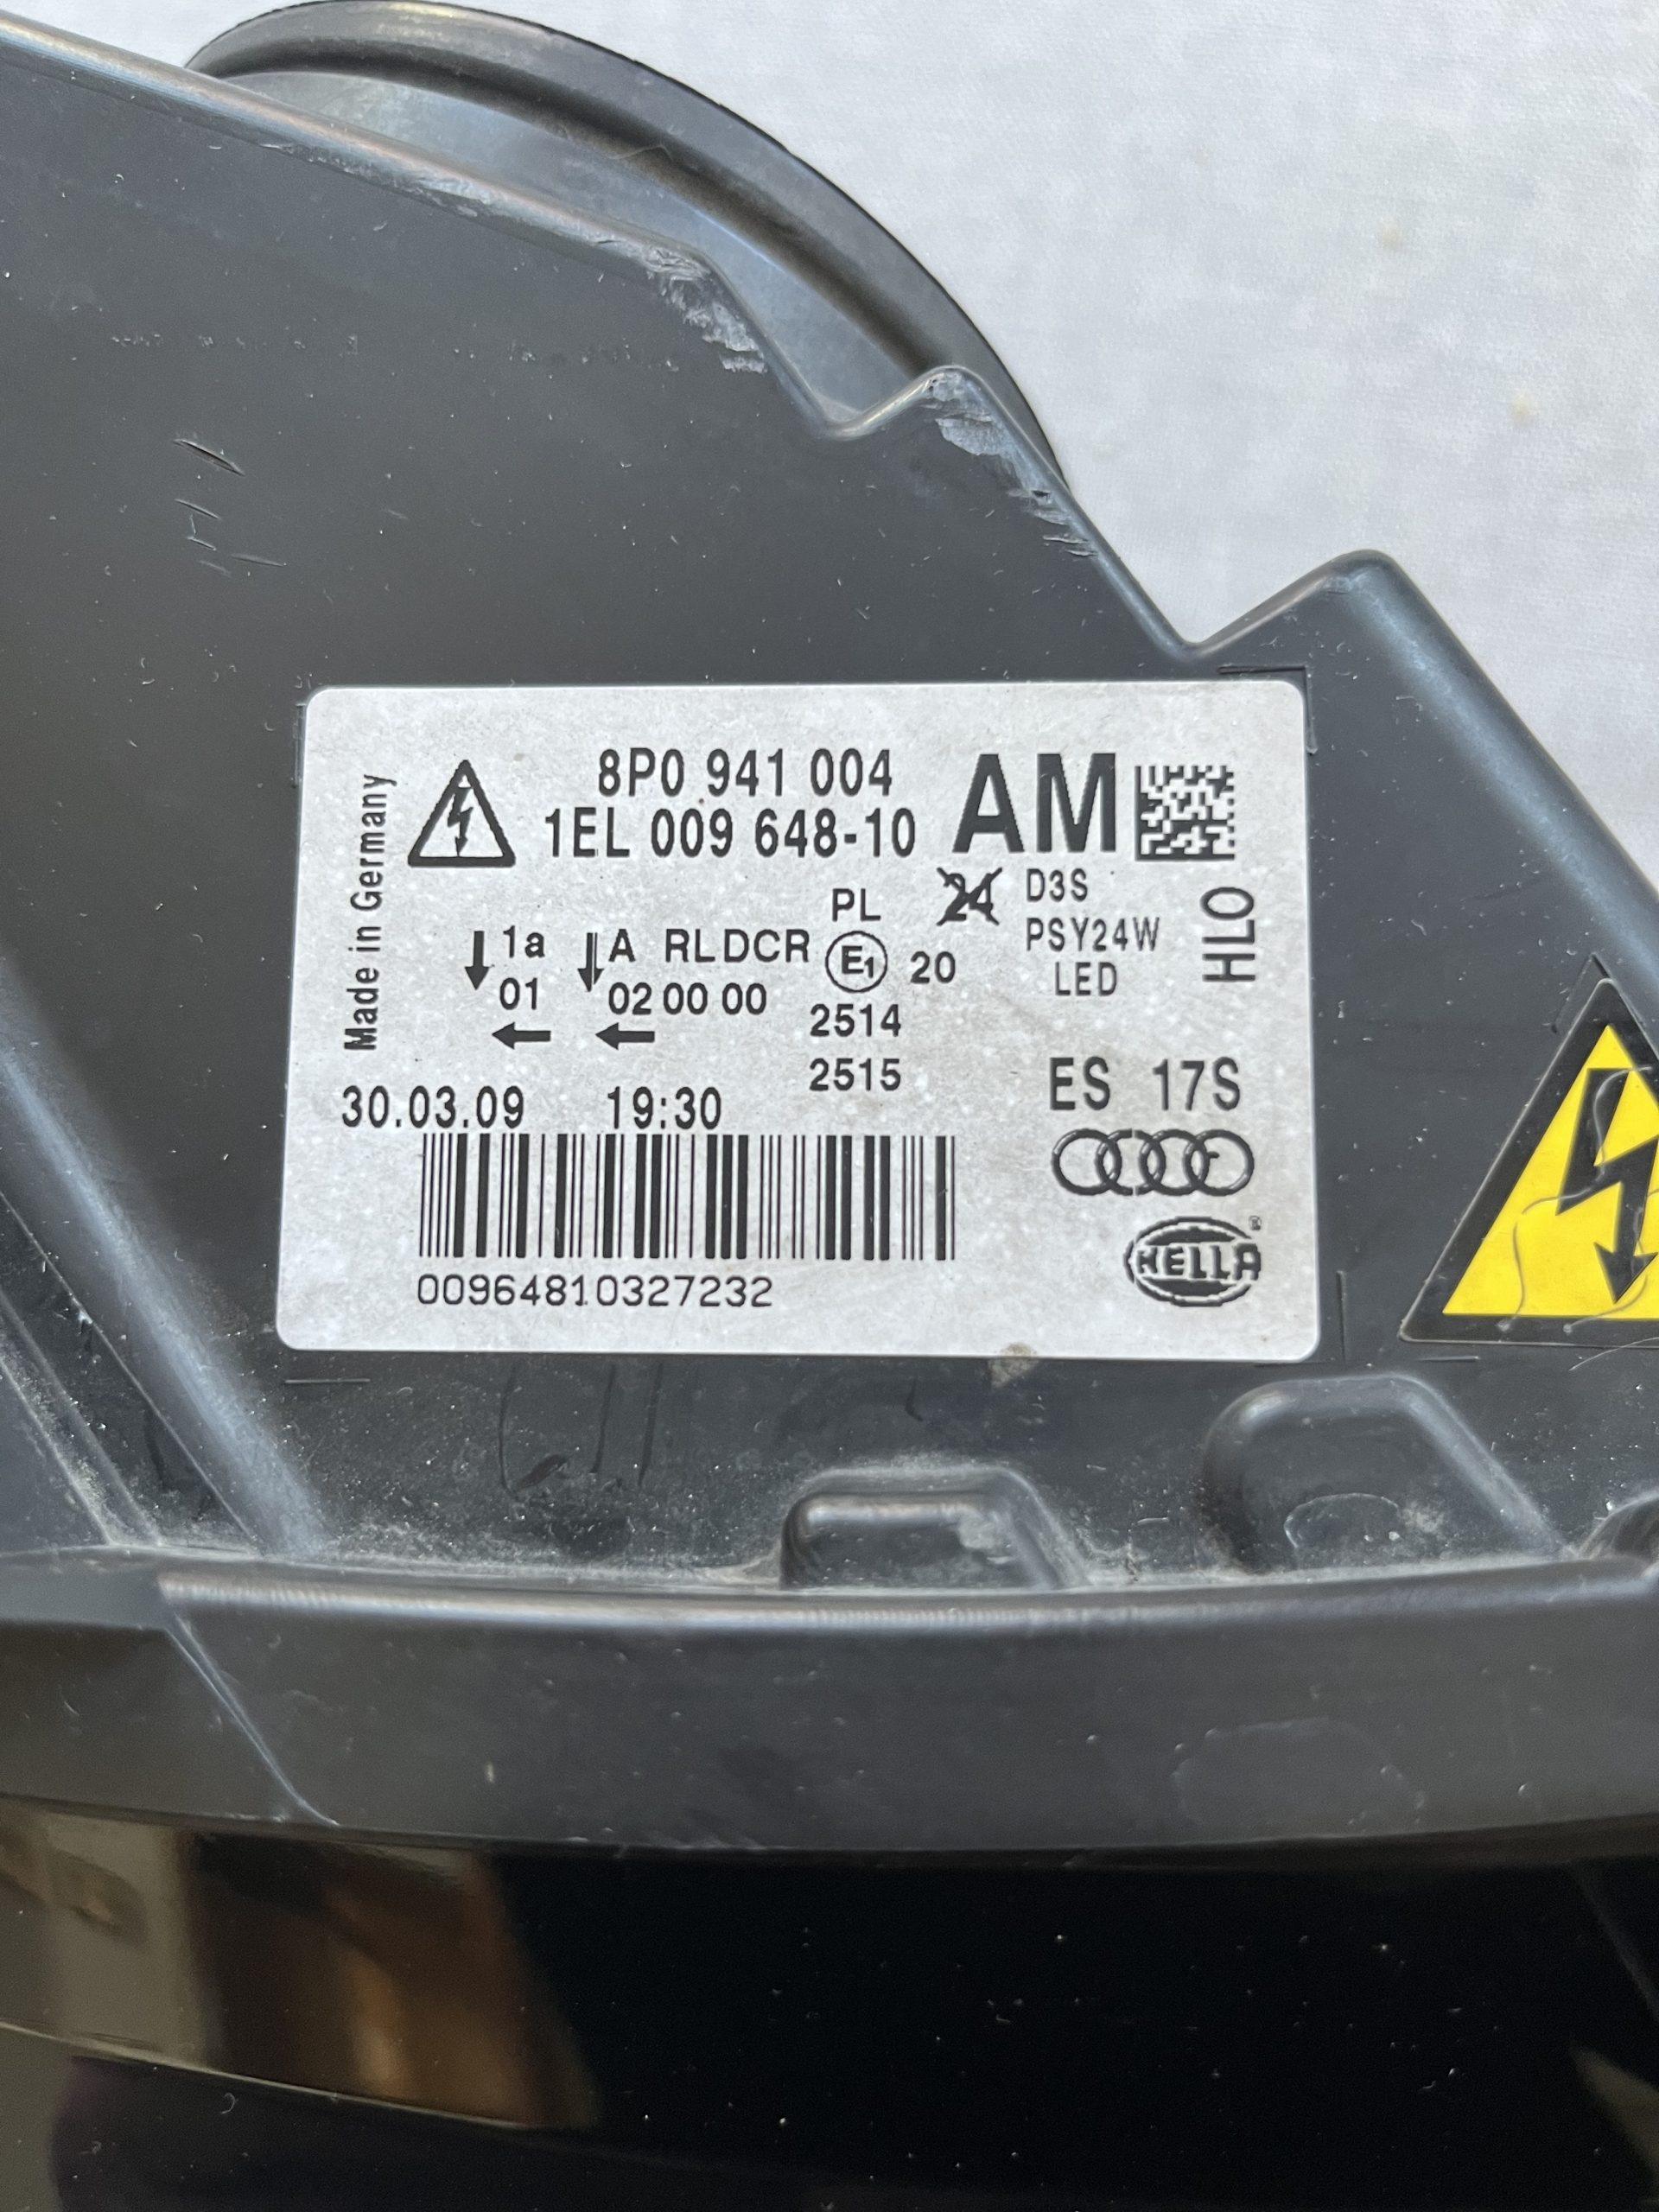 8P0 941 004 AM
1EL 009 648-10
Made in Germany
PL 24 D3S
1a A RLDCR E1 20 PSY24W
01 02 00 00 LED
HLO
2514
2515
ES 17S
30.03.09 19:30
00964810327232
HELLA®